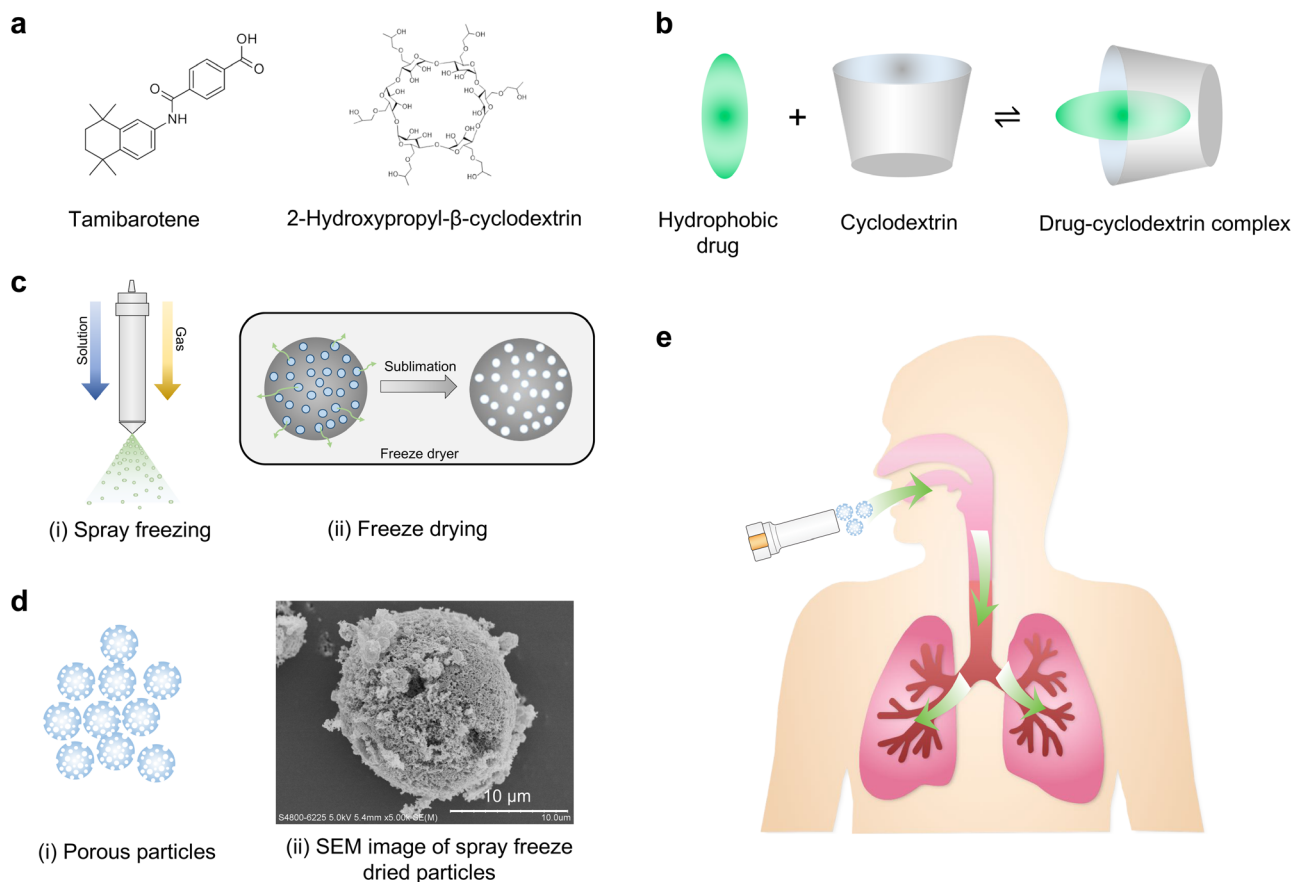 a
OH
O
O
NH
Tamibarotene
2-Hydroxypropyl-β-cyclodextrin
b
+
⇌
Hydrophobic
drug
Cyclodextrin
Drug-cyclodextrin complex
c
Solution
Gas
(i) Spray freezing
Sublimation
Freeze dryer
(ii) Freeze drying
d
(i) Porous particles
10 µm
S4800-6225 5.0kV 5.4mm x5.00k SE(M)
10.0um
(ii) SEM image of spray freeze
dried particles
e